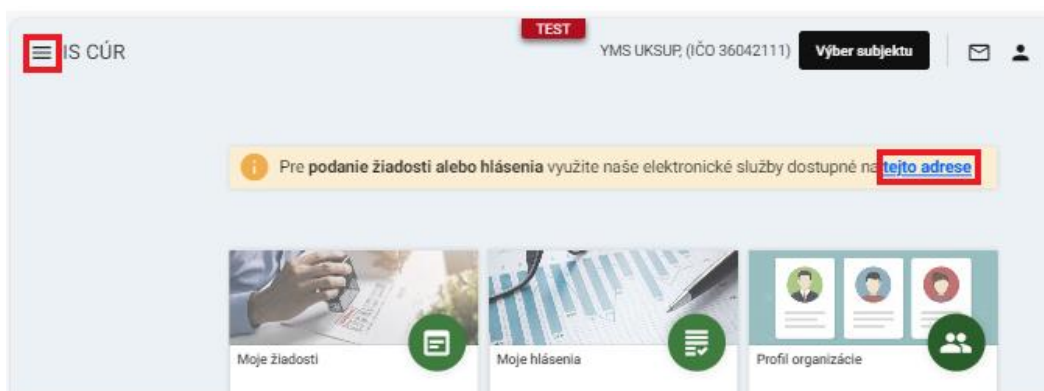 TEST
IS CÚR
YMS UKSUP, (IČO 36042111) Výber subjektu
Pre podanie žiadosti alebo hlásenia využite naše elektronické služby dostupné na tejto adrese
Moje žiadosti
Moje hlásenia
Profil organizácie